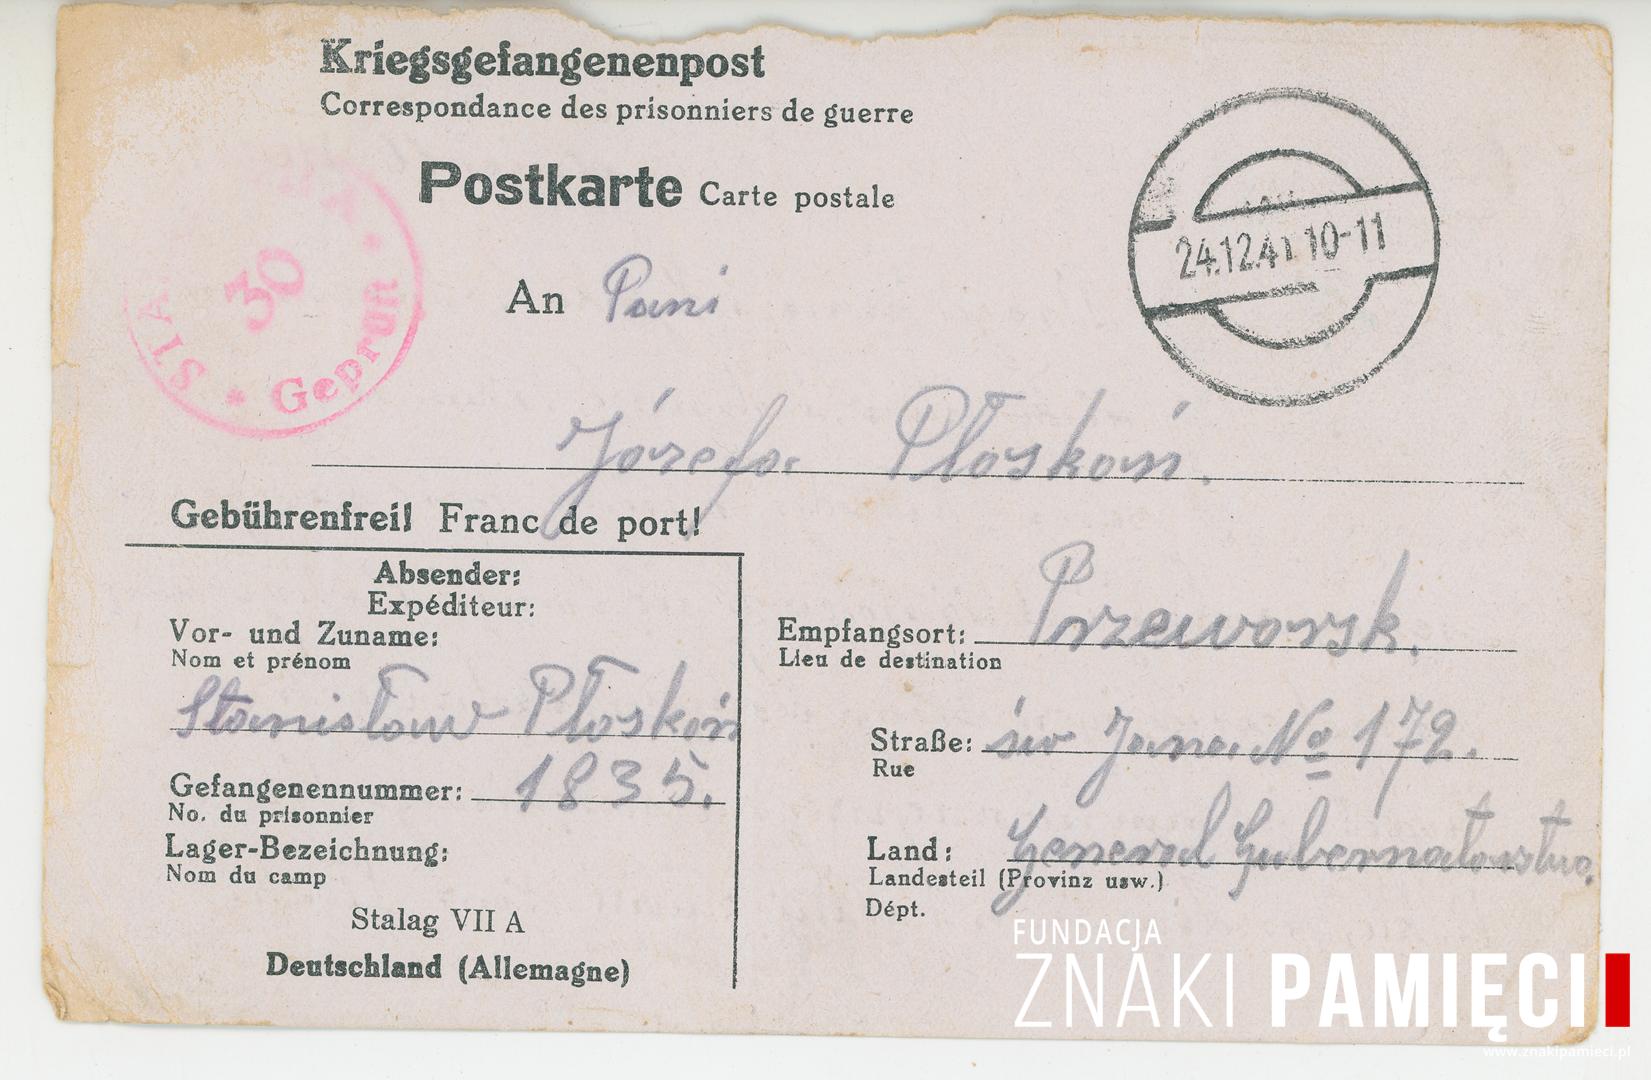 Kriegsgefangenenpost
Correspondance des prisonniers de guerre
Postkarte Carte postale
24.12.41 10-11
30
Geprüft
An Pani
Józefa Płoskoń.
Gebührenfrei! Franc de port!
Absender:
Expéditeur:
Vor- und Zuname:
Nom et prénom
Stanisław Płoskoń
Gefangenennummer: 1835.
No. du prisonnier
Lager-Bezeichnung:
Nom du camp
Stalag VII A
Deutschland (Allemagne)
Empfangsort: Przeworsk.
Lieu de destination
Straße: św Jana No 172.
Rue
Land: General Gubernatorstwo.
Landesteil (Provinz usw.)
Dépt.
FUNDACJA
ZNAKI PAMIĘCI
www.znakipamieci.pl